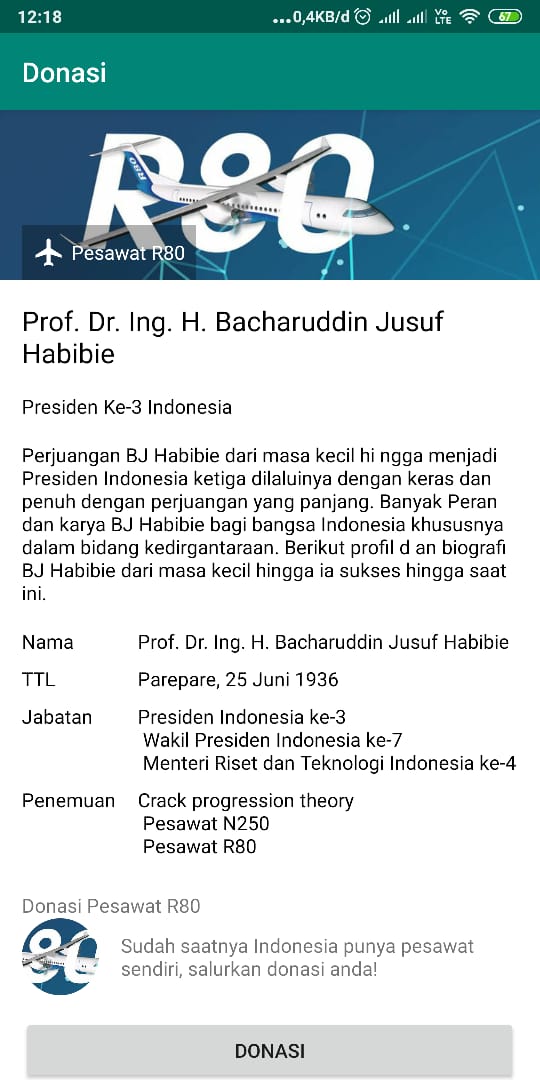 12:18
...0,4KB/d
Vo LTE
67
Donasi
R80
R80
Pesawat R80
Prof. Dr. Ing. H. Bacharuddin Jusuf
Habibie
Presiden Ke-3 Indonesia
Perjuangan BJ Habibie dari masa kecil hi ngga menjadi
Presiden Indonesia ketiga dilaluinya dengan keras dan
penuh dengan perjuangan yang panjang. Banyak Peran
dan karya BJ Habibie bagi bangsa Indonesia khususnya
dalam bidang kedirgantaraan. Berikut profil d an biografi
BJ Habibie dari masa kecil hingga ia sukses hingga saat
ini.
Nama Prof. Dr. Ing. H. Bacharuddin Jusuf Habibie
TTL Parepare, 25 Juni 1936
Jabatan Presiden Indonesia ke-3
Wakil Presiden Indonesia ke-7
Menteri Riset dan Teknologi Indonesia ke-4
Penemuan Crack progression theory
Pesawat N250
Pesawat R80
Donasi Pesawat R80
80
Sudah saatnya Indonesia punya pesawat
sendiri, salurkan donasi anda!
DONASI